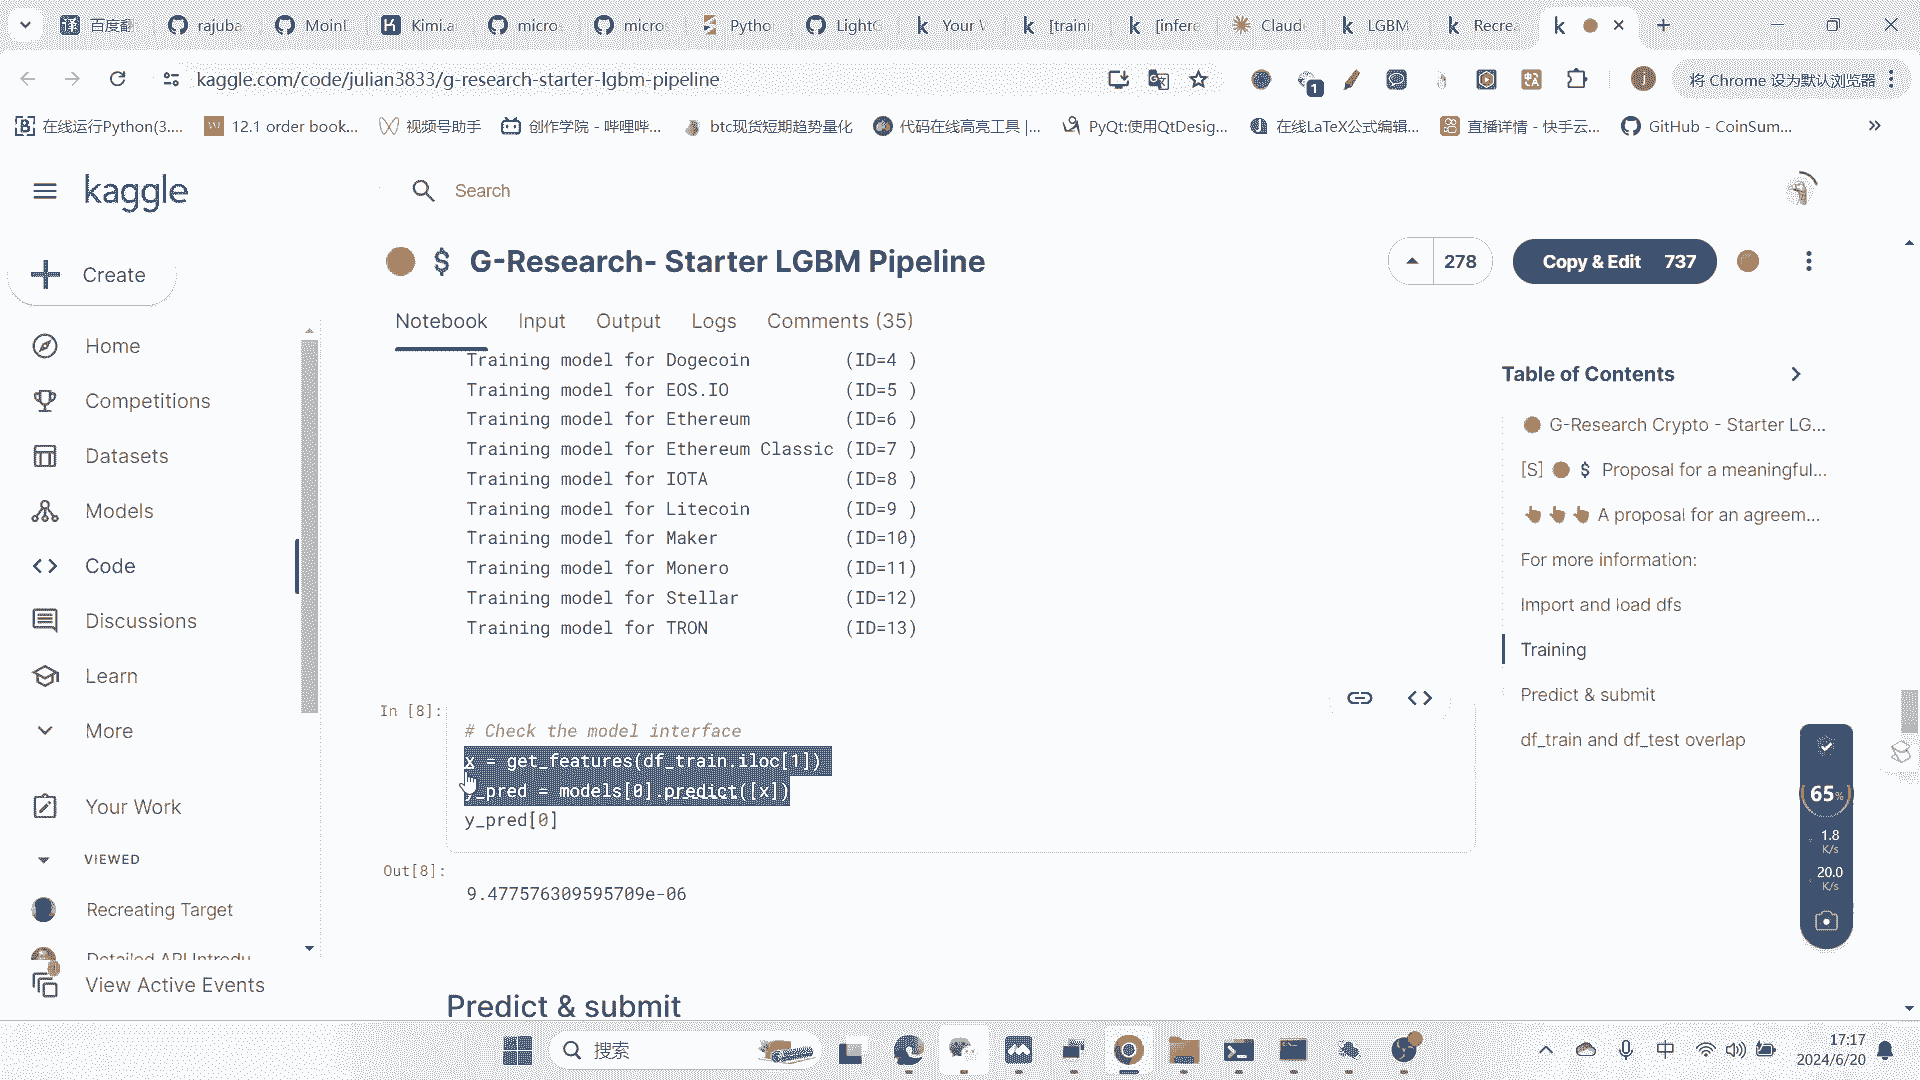 百度翻
rajuba
Moinl
Kimi.a
micros
micros
Pytho
LightG
Your V
[traini
[infere
Claud
LGBM
Recrea
kaggle.com/code/julian3833/g-research-starter-lgbm-pipeline
1
将 Chrome 设为默认浏览器
在线运行Python(3....
12.1 order book...
视频号助手
创作学院 - 哔哩哔...
btc现货短期趋势量化
代码在线高亮工具 |...
PyQt:使用QtDesig...
在线LaTeX公式编辑...
直播详情 - 快手云...
GitHub - CoinSum...
kaggle
Search
Create
Home
Competitions
Datasets
Models
Code
Discussions
Learn
More
Your Work
VIEWED
Recreating Target
Detailed API Introdu
View Active Events
$ G-Research- Starter LGBM Pipeline
278
Copy & Edit 737
Notebook Input Output Logs Comments (35)
Training model for Dogecoin (ID=4 )
Training model for EOS.IO (ID=5 )
Training model for Ethereum (ID=6 )
Training model for Ethereum Classic (ID=7 )
Training model for IOTA (ID=8 )
Training model for Litecoin (ID=9 )
Training model for Maker (ID=10)
Training model for Monero (ID=11)
Training model for Stellar (ID=12)
Training model for TRON (ID=13)
In [8]:
# Check the model interface
x = get_features(df_train.iloc[1])
y_pred = models[0].predict([x])
y_pred[0]
Out[8]:
9.477576309595709e-06
Predict & submit
Table of Contents
G-Research Crypto - Starter LG...
[S] $ Proposal for a meaningful...
A proposal for an agreem...
For more information:
Import and load dfs
Training
Predict & submit
df_train and df_test overlap
65%
1.8
K/s
20.0
K/s
搜索
中
17:17
2024/6/20